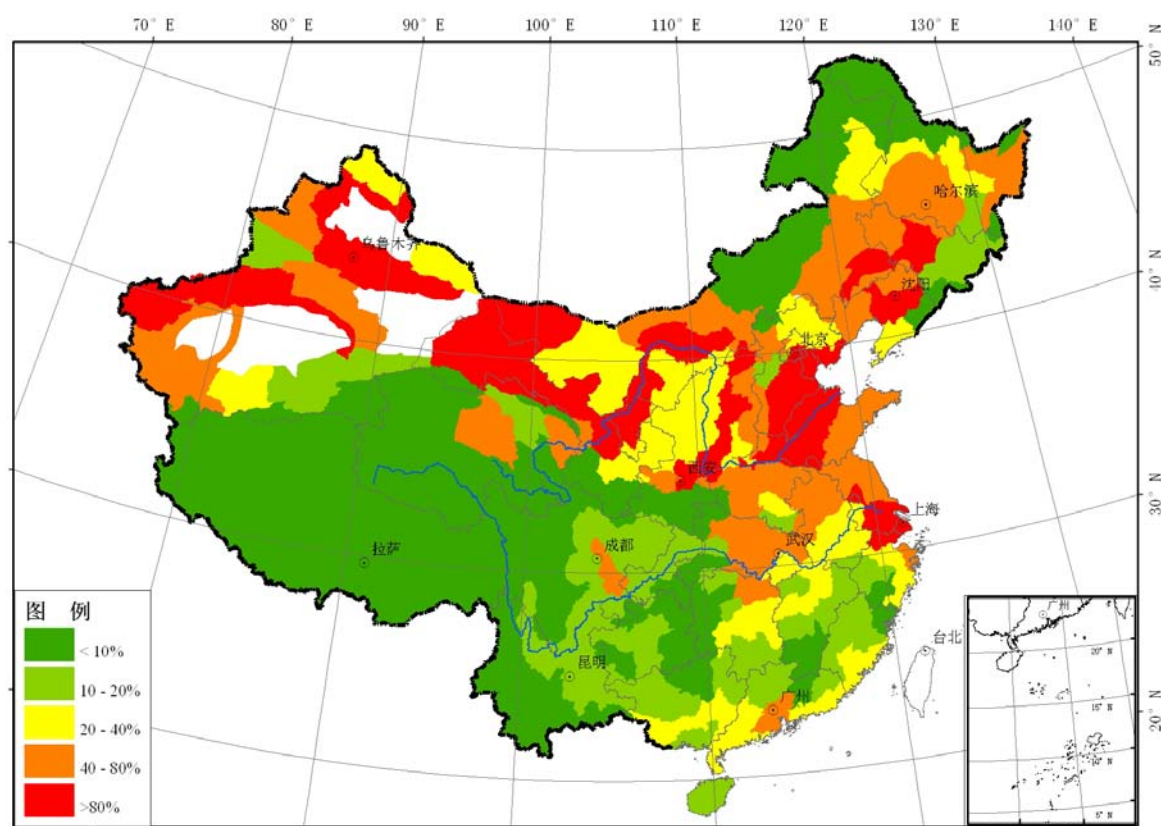 70° E
80° E
90° E
100° E
110° E
120° E
130° E
140° E
50° N
40° N
30° N
20° N
哈尔滨
乌鲁木齐
沈阳
北京
西安
上海
成都
武汉
拉萨
台北
昆明
广州
图 例
< 10%
10 - 20%
20 - 40%
40 - 80%
>80%
广州
20° N
15° N
10° N
5° N